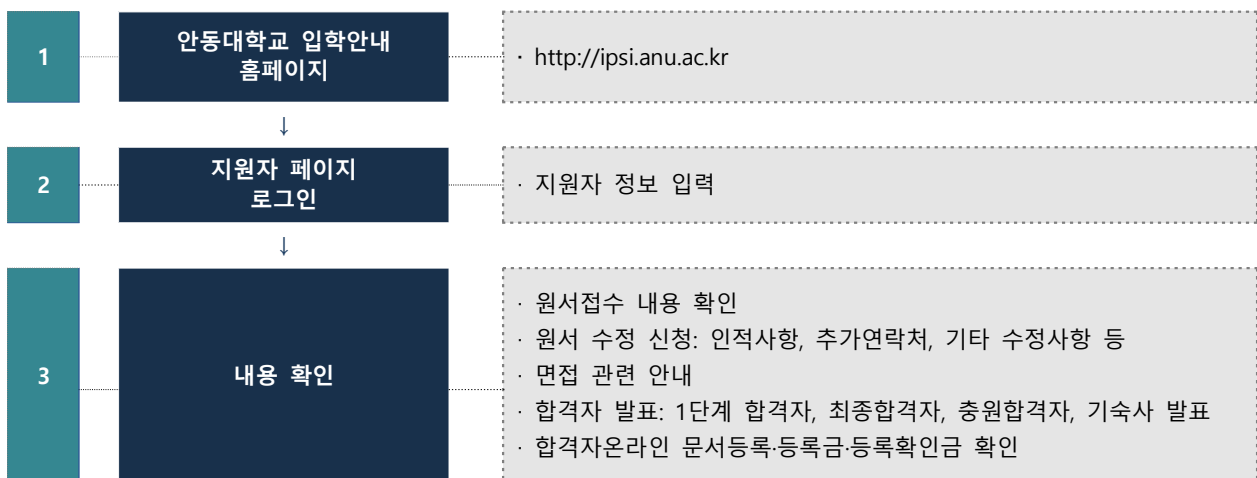 1
안동대학교 입학안내
홈페이지
· http://ipsi.anu.ac.kr
↓
2
지원자 페이지
로그인
· 지원자 정보 입력
↓
3
내용 확인
· 원서접수 내용 확인
· 원서 수정 신청: 인적사항, 추가연락처, 기타 수정사항 등
· 면접 관련 안내
· 합격자 발표: 1단계 합격자, 최종합격자, 충원합격자, 기숙사 발표
· 합격자온라인 문서등록·등록금·등록확인금 확인